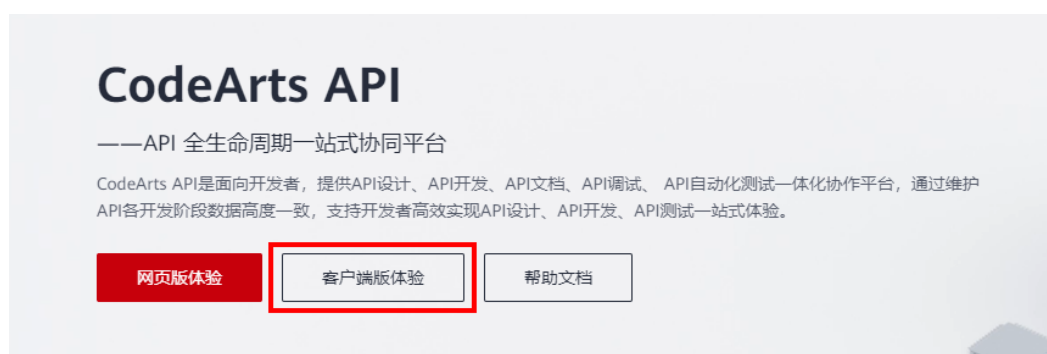 CodeArts API
——API 全生命周期一站式协同平台
CodeArts API是面向开发者，提供API设计、API开发、API文档、API调试、 API自动化测试一体化协作平台，通过维护
API各开发阶段数据高度一致，支持开发者高效实现API设计、API开发、API测试一站式体验。
网页版体验 客户端版体验 帮助文档